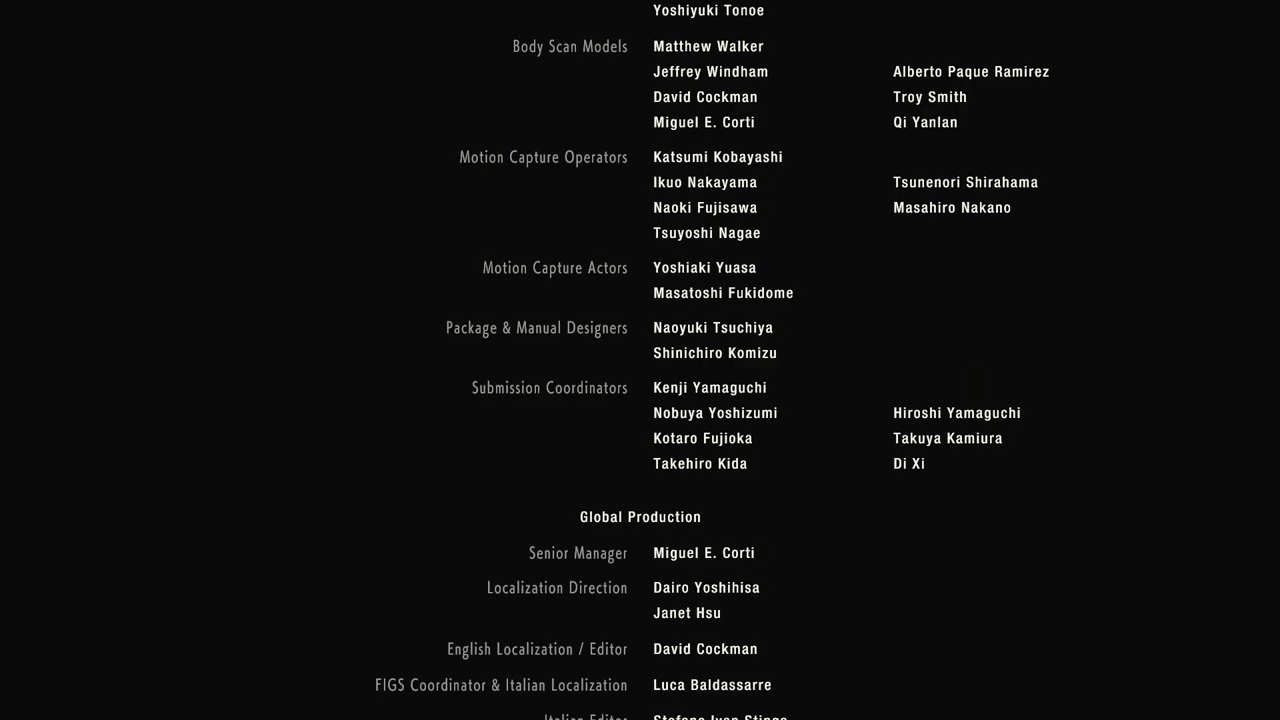 Yoshiyuki Tonoe
Body Scan Models Matthew Walker
Jeffrey Windham Alberto Paque Ramirez
David Cockman Troy Smith
Miguel E. Corti Qi Yanlan
Motion Capture Operators Katsumi Kobayashi
Ikuo Nakayama Tsunenori Shirahama
Naoki Fujisawa Masahiro Nakano
Tsuyoshi Nagae
Motion Capture Actors Yoshiaki Yuasa
Masatoshi Fukidome
Package & Manual Designers Naoyuki Tsuchiya
Shinichiro Komizu
Submission Coordinators Kenji Yamaguchi
Nobuya Yoshizumi Hiroshi Yamaguchi
Kotaro Fujioka Takuya Kamiura
Takehiro Kida Di Xi
Global Production
Senior Manager Miguel E. Corti
Localization Direction Dairo Yoshihisa
Janet Hsu
English Localization / Editor David Cockman
FIGS Coordinator & Italian Localization Luca Baldassarre
Italian Editor Stefano Ivan